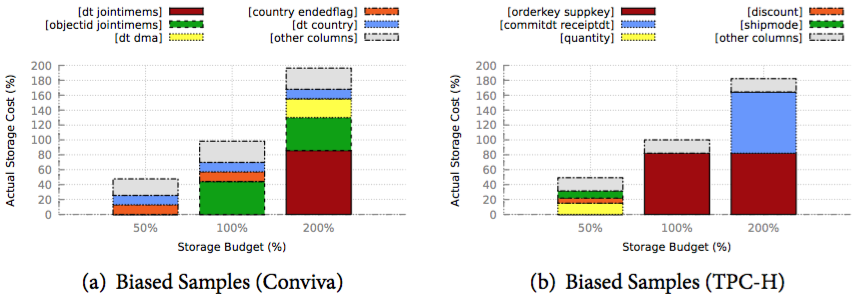 [dt jointimems]
[objectid jointimems]
[dt dma]
[country endedflag]
[dt country]
[other columns]
Actual Storage Cost (%)
200
180
160
140
120
100
80
60
40
20
0
50%
100%
200%
Storage Budget (%)
(a) Biased Samples (Conviva)
[orderkey suppkey]
[commitdt receiptdt]
[quantity]
[discount]
[shipmode]
[other columns]
Actual Storage Cost (%)
200
180
160
140
120
100
80
60
40
20
0
50%
100%
200%
Storage Budget (%)
(b) Biased Samples (TPC-H)